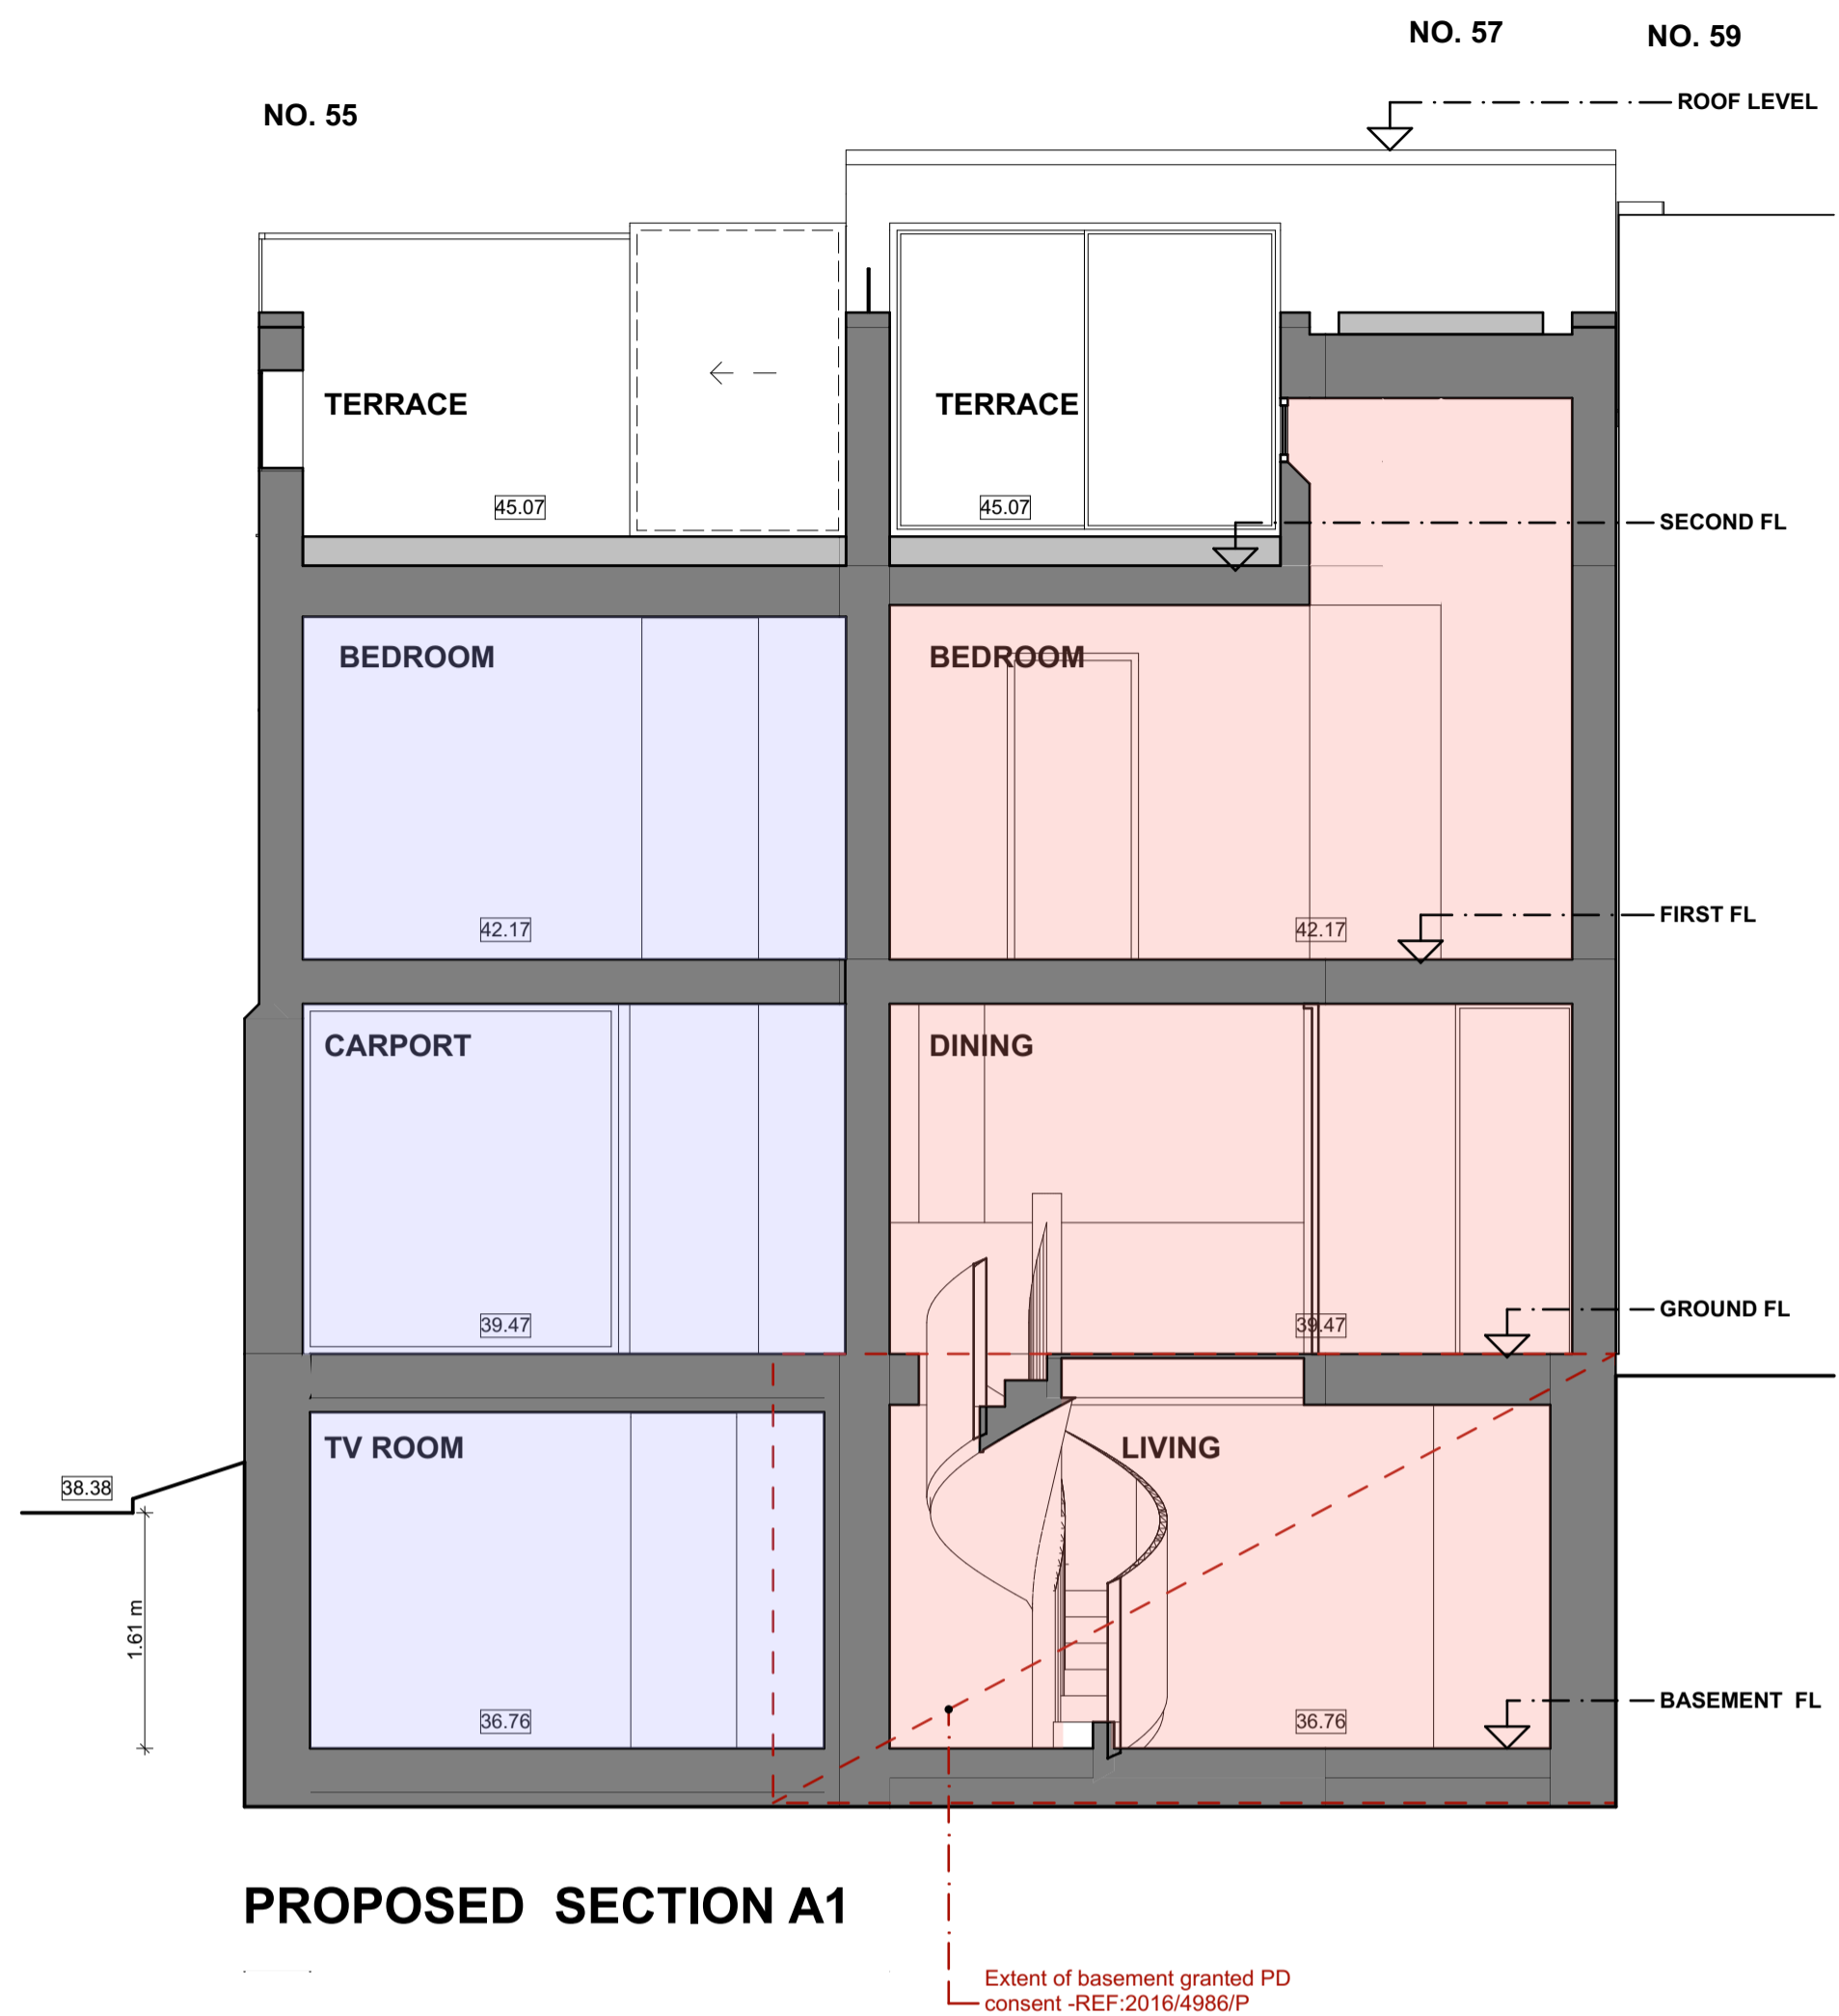 NO. 57
NO. 59
ROOF LEVEL
NO. 55
TERRACE
TERRACE
45.07
45.07
SECOND FL
BEDROOM
BEDROOM
42.17
42.17
FIRST FL
CARPORT
DINING
39.47
39.47
GROUND FL
TV ROOM
LIVING
38.38
1.61 m
36.76
36.76
BASEMENT FL
PROPOSED SECTION A1
Extent of basement granted PD
consent -REF:2016/4986/P